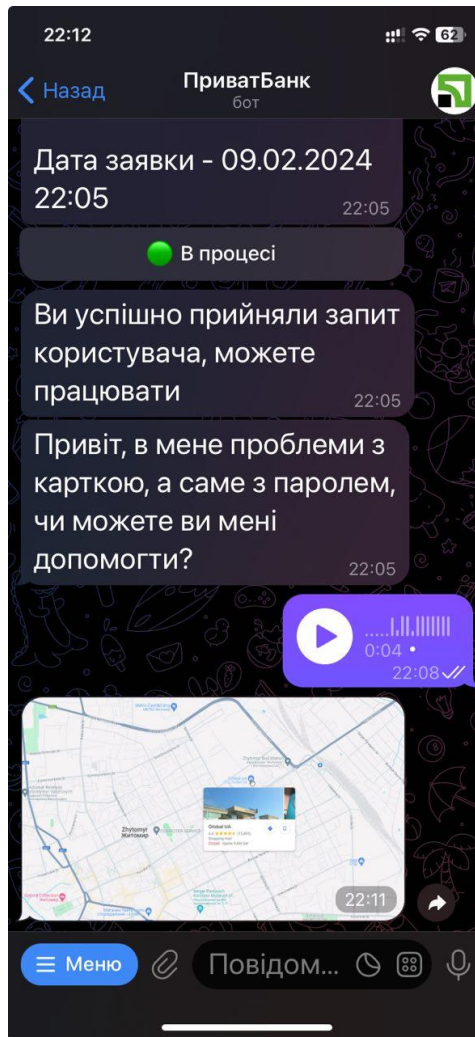 22:12
62
Назад
ПриватБанк
бот
Дата заявки - 09.02.2024
22:05
22:05
В процесі
Ви успішно прийняли запит
користувача, можете
працювати
22:05
Привіт, в мене проблеми з
карткою, а саме з паролем,
чи можете ви мені
допомогти?
22:05
0:04
22:08
Zhytomyr
Житомир
Global UA
22:11
Меню
Повідом...